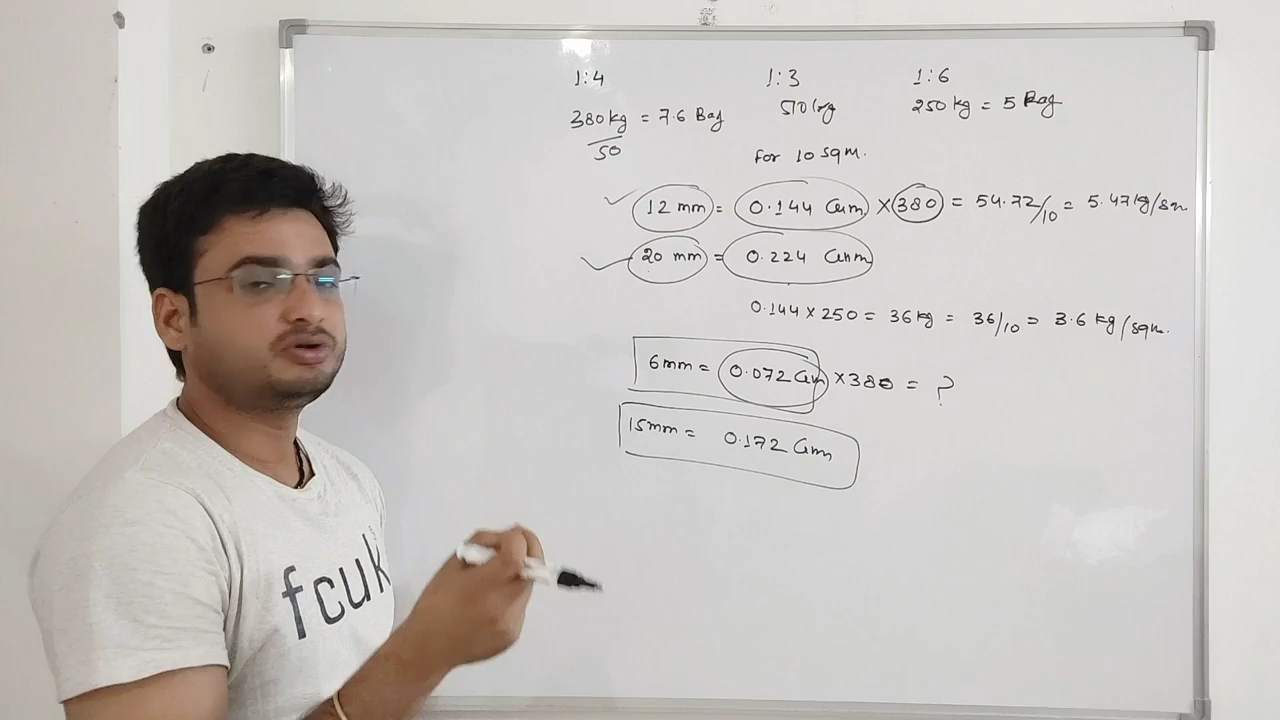 1:4 1:3 1:6
380 kg = 7.6 Bag 510 kg 250 kg = 5 Bag
50
For 10 sqm.
12 mm = 0.144 Cum × 380 = 54.72/10 = 5.47 kg/sm
20 mm = 0.224 Cum
0.144 × 250 = 36 kg = 36/10 = 3.6 kg/sqm.
6mm = 0.072 Cum × 380 = ?
15mm = 0.172 Cum
fcuk